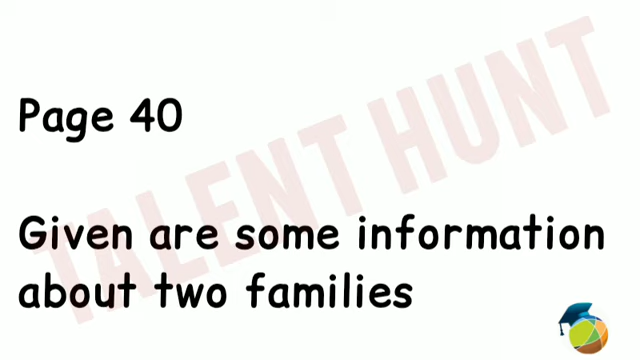 Page 40
Given are some information
about two families
TALENT HUNT